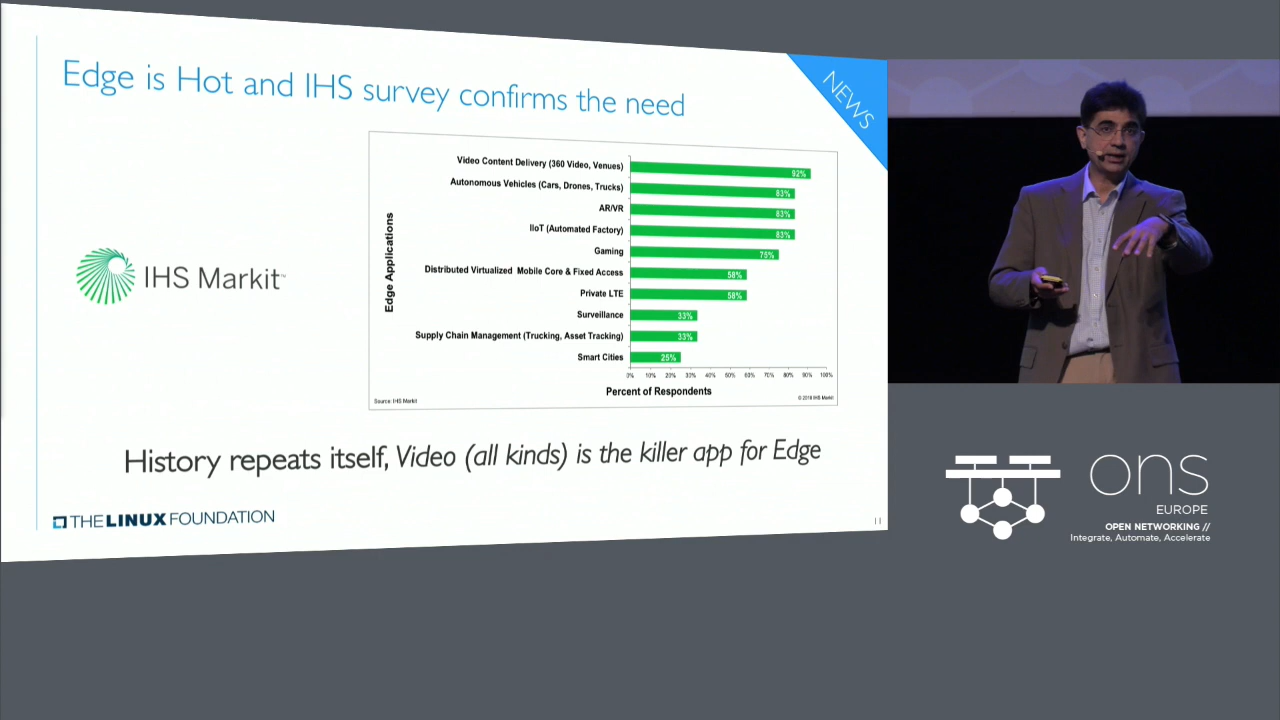 Edge is Hot and IHS survey confirms the need
NEWS
IHS Markit™
Edge Applications
Video Content Delivery (360 Video, Venues)
92%
Autonomous Vehicles (Cars, Drones, Trucks)
83%
AR/VR
83%
IIoT (Automated Factory)
83%
Gaming
75%
Distributed Virtualized Mobile Core & Fixed Access
58%
Private LTE
58%
Surveillance
33%
Supply Chain Management (Trucking, Asset Tracking)
33%
Smart Cities
25%
0% 10% 20% 30% 40% 50% 60% 70% 80% 90% 100%
Percent of Respondents
Source: IHS Markit
© 2018 IHS Markit
History repeats itself, Video (all kinds) is the killer app for Edge
THE LINUX FOUNDATION
11
ons
EUROPE
OPEN NETWORKING //
Integrate, Automate, Accelerate